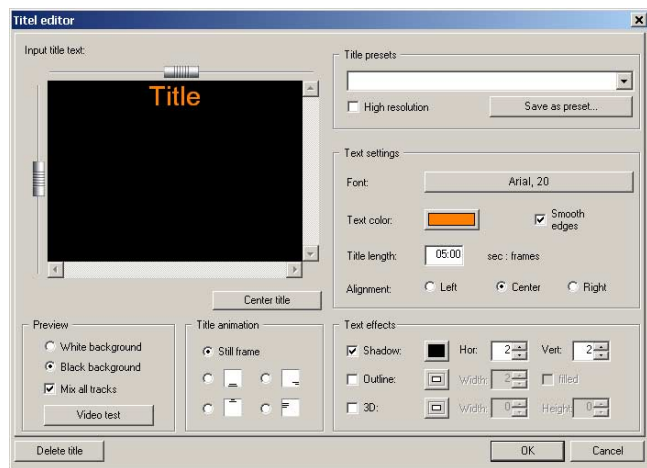 Titel editor
Input title text:
Title
Center title
Title presets
High resolution
Save as preset...
Text settings
Font:
Arial, 20
Text color:
Smooth
edges
Title length:
05:00
sec : frames
Alignment:
Left
Center
Right
Preview
White background
Black background
Mix all tracks
Video test
Title animation
Still frame
Text effects
Shadow:
Hor:
2
Vert:
2
Outline:
Width:
2
filled
3D:
Width:
0
Height:
0
Delete title
OK
Cancel